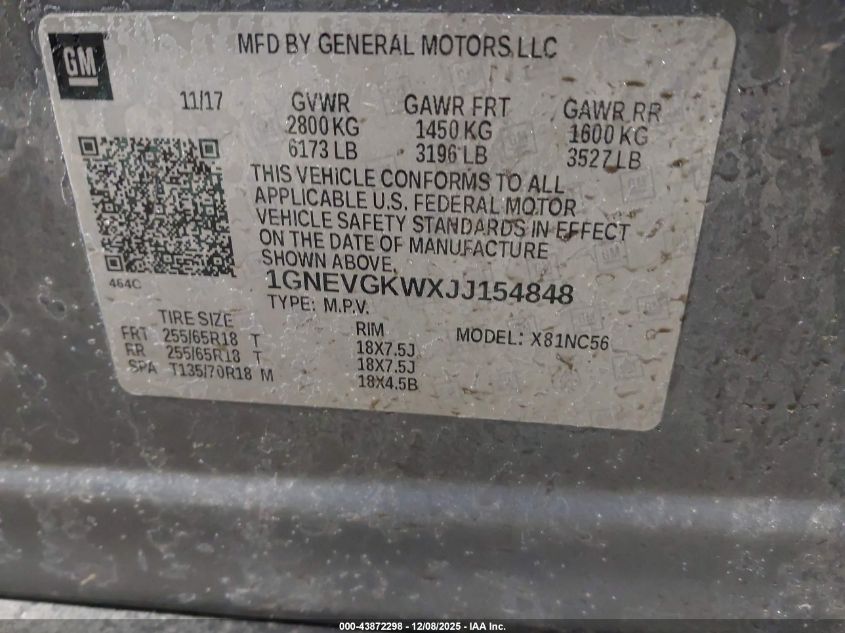 GM
MFD BY GENERAL MOTORS LLC
11/17 GVWR GAWR FRT GAWR RR
2800 KG 1450 KG 1600 KG
6173 LB 3196 LB 3527 LB
THIS VEHICLE CONFORMS TO ALL
APPLICABLE U.S. FEDERAL MOTOR
VEHICLE SAFETY STANDARDS IN EFFECT
ON THE DATE OF MANUFACTURE
SHOWN ABOVE.
464C
1GNEVGKWXJJ154848
TYPE: M.P.V.
TIRE SIZE RIM MODEL: X81NC56
FRT 255/65R18 T 18X7.5J
RR 255/65R18 T 18X7.5J
SPA T135/70R18 M 18X4.5B
000-43872298 - 12/08/2025 - IAA Inc.